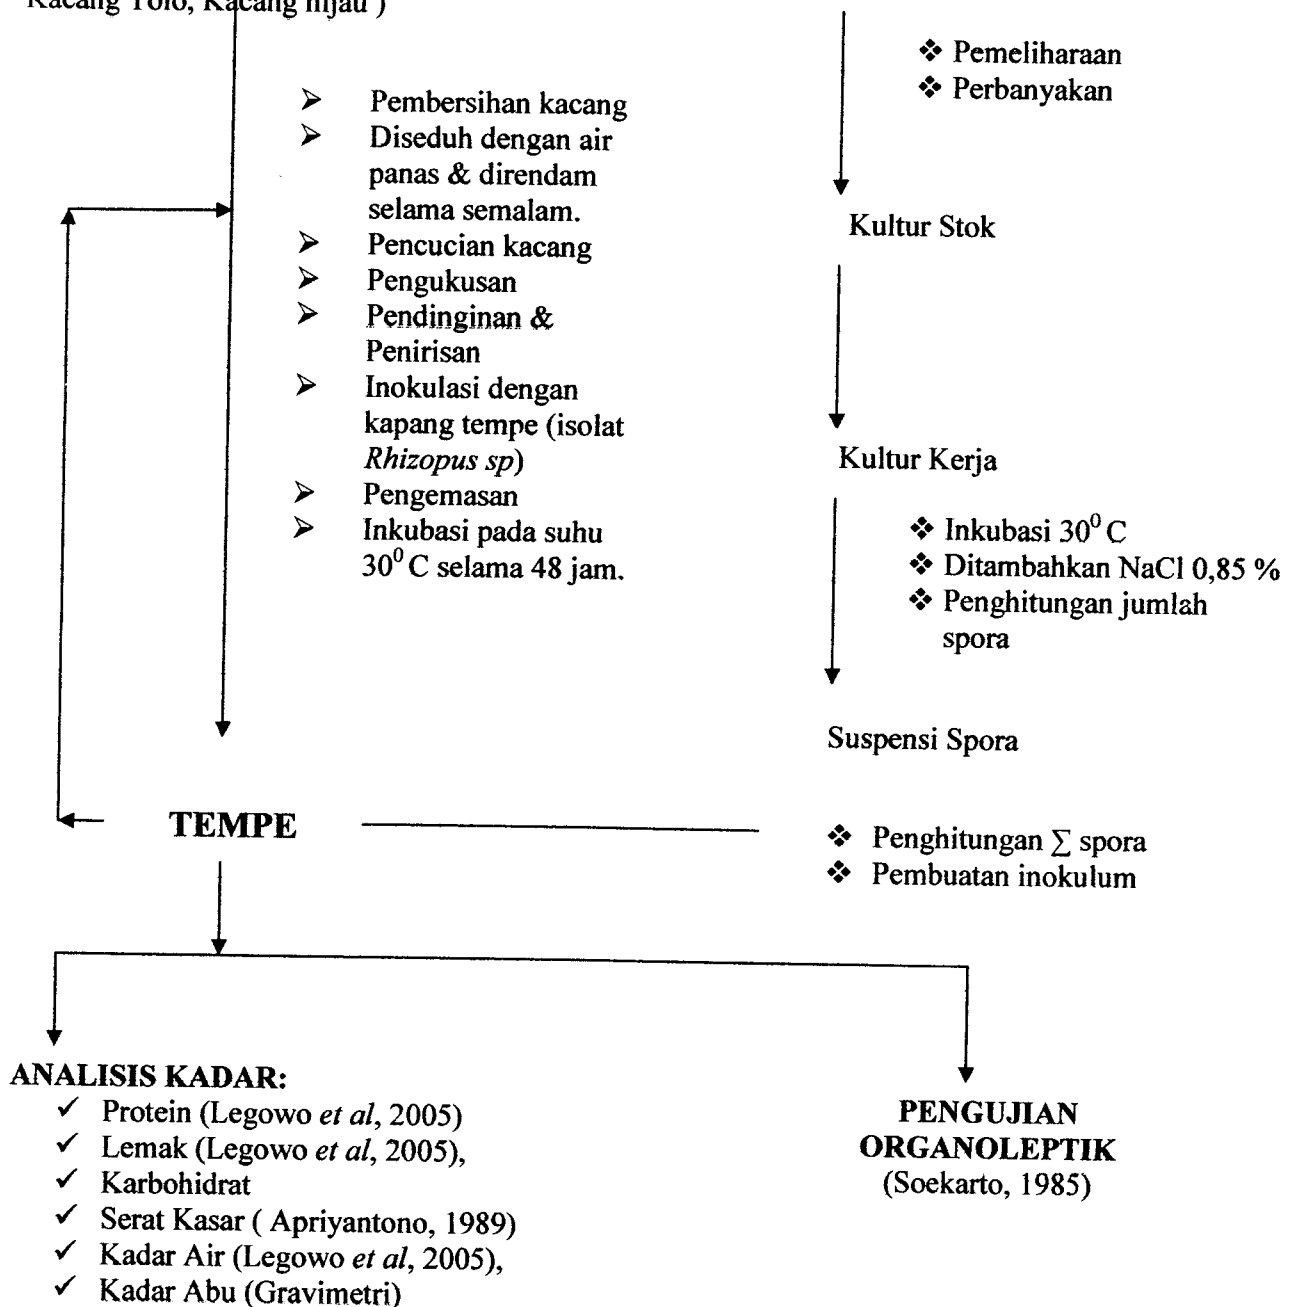 Kacang Tolo, Kacang hijau )
➢ Pembersihan kacang
➢ Diseduh dengan air
panas & direndam
selama semalam.
➢ Pencucian kacang
➢ Pengukusan
➢ Pendinginan &
Penirisan
➢ Inokulasi dengan
kapang tempe (isolat
Rhizopus sp)
➢ Pengemasan
➢ Inkubasi pada suhu
30⁰ C selama 48 jam.
❖ Pemeliharaan
❖ Perbanyakan
Kultur Stok
Kultur Kerja
❖ Inkubasi 30⁰ C
❖ Ditambahkan NaCl 0,85 %
❖ Penghitungan jumlah
spora
Suspensi Spora
TEMPE
❖ Penghitungan ∑ spora
❖ Pembuatan inokulum
ANALISIS KADAR:
✓ Protein (Legowo et al, 2005)
✓ Lemak (Legowo et al, 2005),
✓ Karbohidrat
✓ Serat Kasar ( Apriyantono, 1989)
✓ Kadar Air (Legowo et al, 2005),
✓ Kadar Abu (Gravimetri)
PENGUJIAN
ORGANOLEPTIK
(Soekarto, 1985)